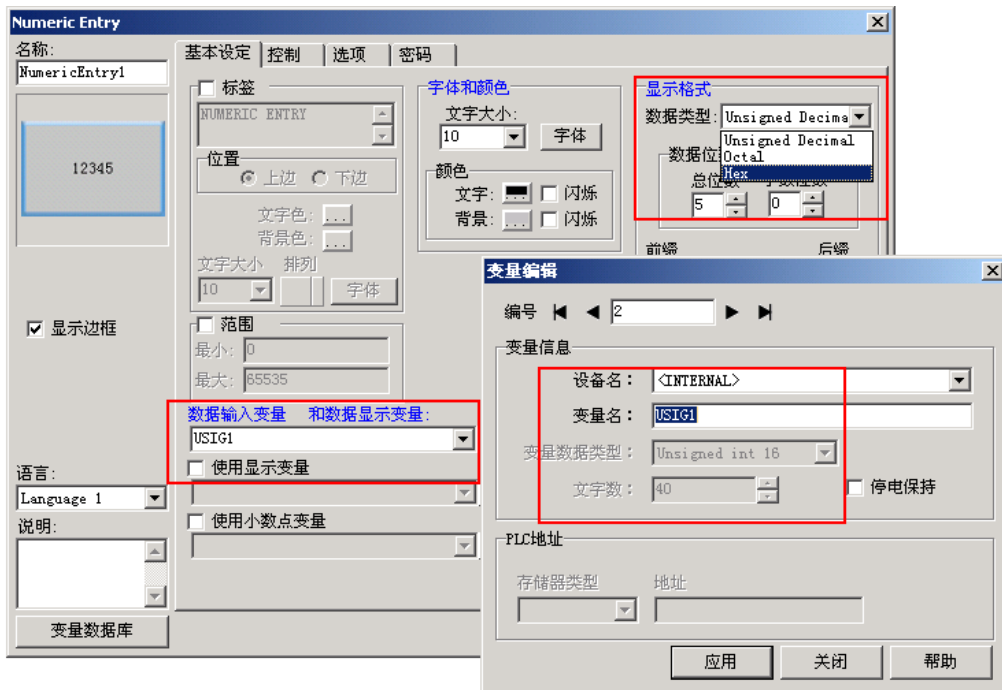 Numeric Entry
名称:
NumericEntry1
12345
显示边框
语言:
Language 1
说明:
变量数据库
基本设定 控制 选项 密码
标签
NUMERIC ENTRY
位置
上边 下边
文字色: ...
背景色: ...
文字大小 排列
10 字体
范围
最小: 0
最大: 65535
数据输入变量 和数据显示变量:
USIG1
使用显示变量
使用小数点变量
字体和颜色
文字大小:
10 字体
颜色
文字: ... 闪烁
背景: ... 闪烁
显示格式
数据类型: Unsigned Decima
Unsigned Decimal
Octal
Hex
数据位
总位数 小数位数
5 0
前缀 后缀
变量编辑
编号 2
变量信息
设备名: <INTERNAL>
变量名: USIG1
变量数据类型: Unsigned int 16
文字数: 40 停电保持
PLC地址
存储器类型 地址
应用 关闭 帮助